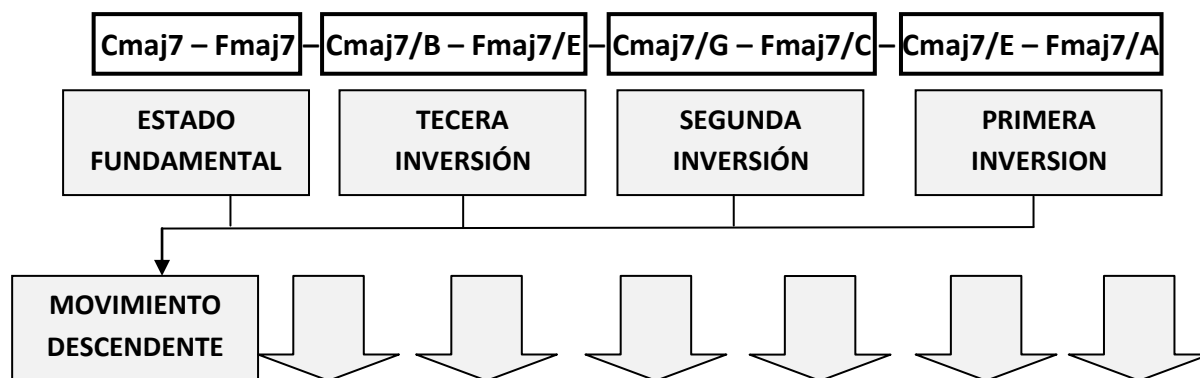 Cmaj7 – Fmaj7 – Cmaj7/B – Fmaj7/E – Cmaj7/G – Fmaj7/C – Cmaj7/E – Fmaj7/A
ESTADO
FUNDAMENTAL
TECERA
INVERSIÓN
SEGUNDA
INVERSIÓN
PRIMERA
INVERSION
MOVIMIENTO
DESCENDENTE